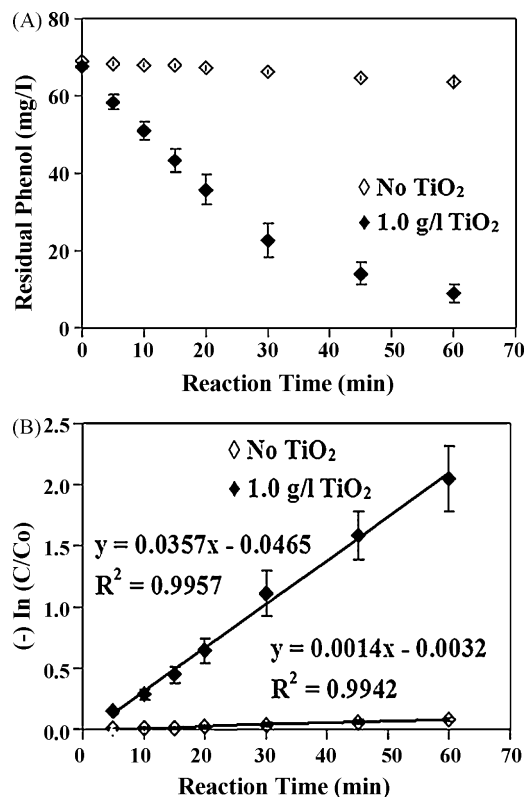 (A)
80
60
40
20
0
Residual Phenol (mg/l)
◇ No TiO₂
◆ 1.0 g/l TiO₂
0 10 20 30 40 50 60 70
Reaction Time (min)
(B)
2.5
2.0
1.5
1.0
0.5
0.0
(-) ln (C/Co)
◇ No TiO₂
◆ 1.0 g/l TiO₂
y = 0.0357x - 0.0465
R² = 0.9957
y = 0.0014x - 0.0032
R² = 0.9942
0 10 20 30 40 50 60 70
Reaction Time (min)